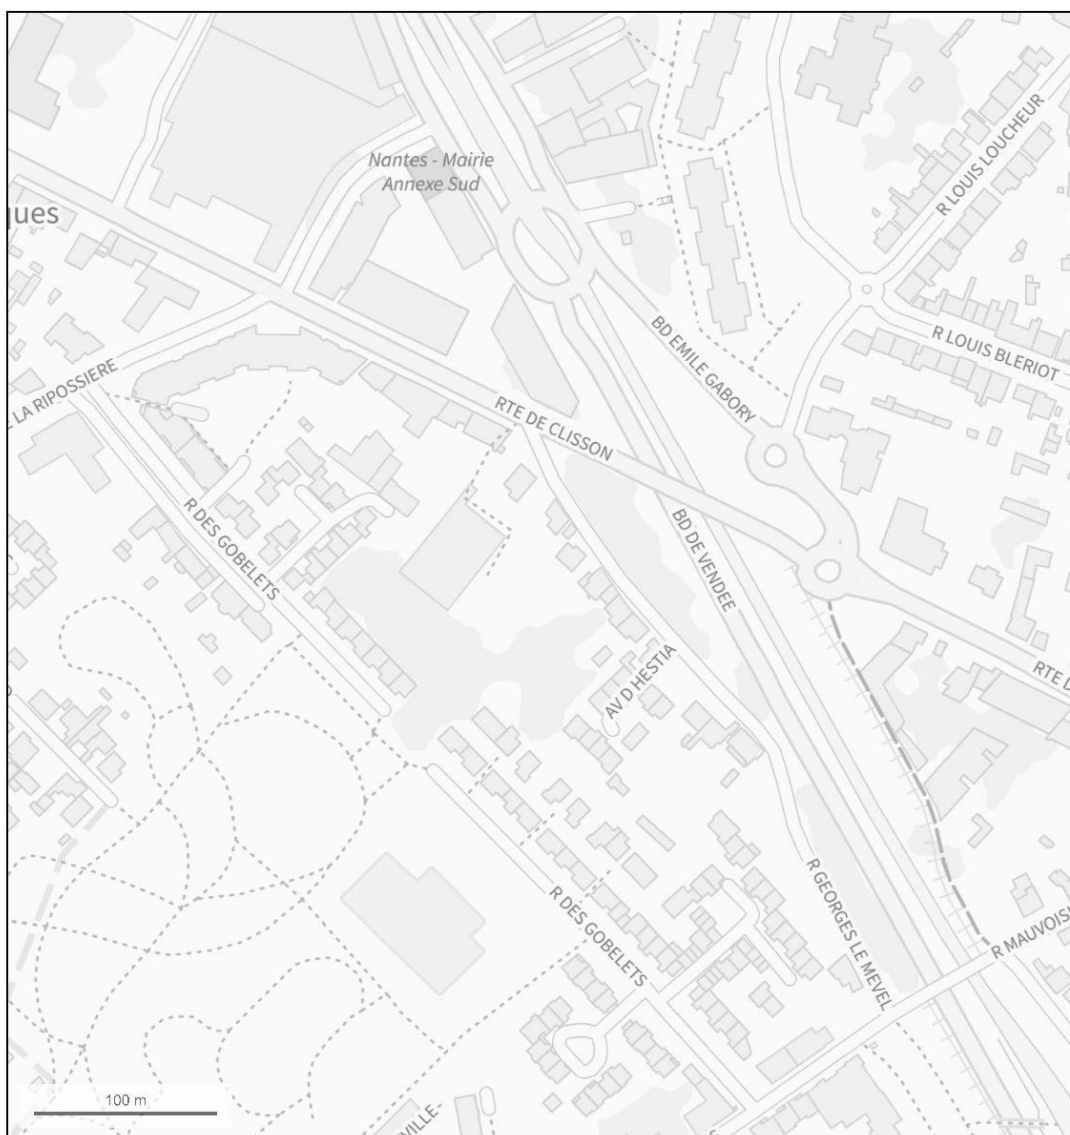 Nantes - Mairie
Annexe Sud
ques
R LOUIS LOUCHEUR
R LOUIS BLERIOT
BD EMILE GABORY
LA RIPOSSIERE
RTE DE CLISSON
R DES GOBELETS
BD DE VENDEE
AV D HESTIA
RTE D
R DES GOBELETS
R GEORGES LE MEVEL
R MAUVOISI
VILLE
100 m